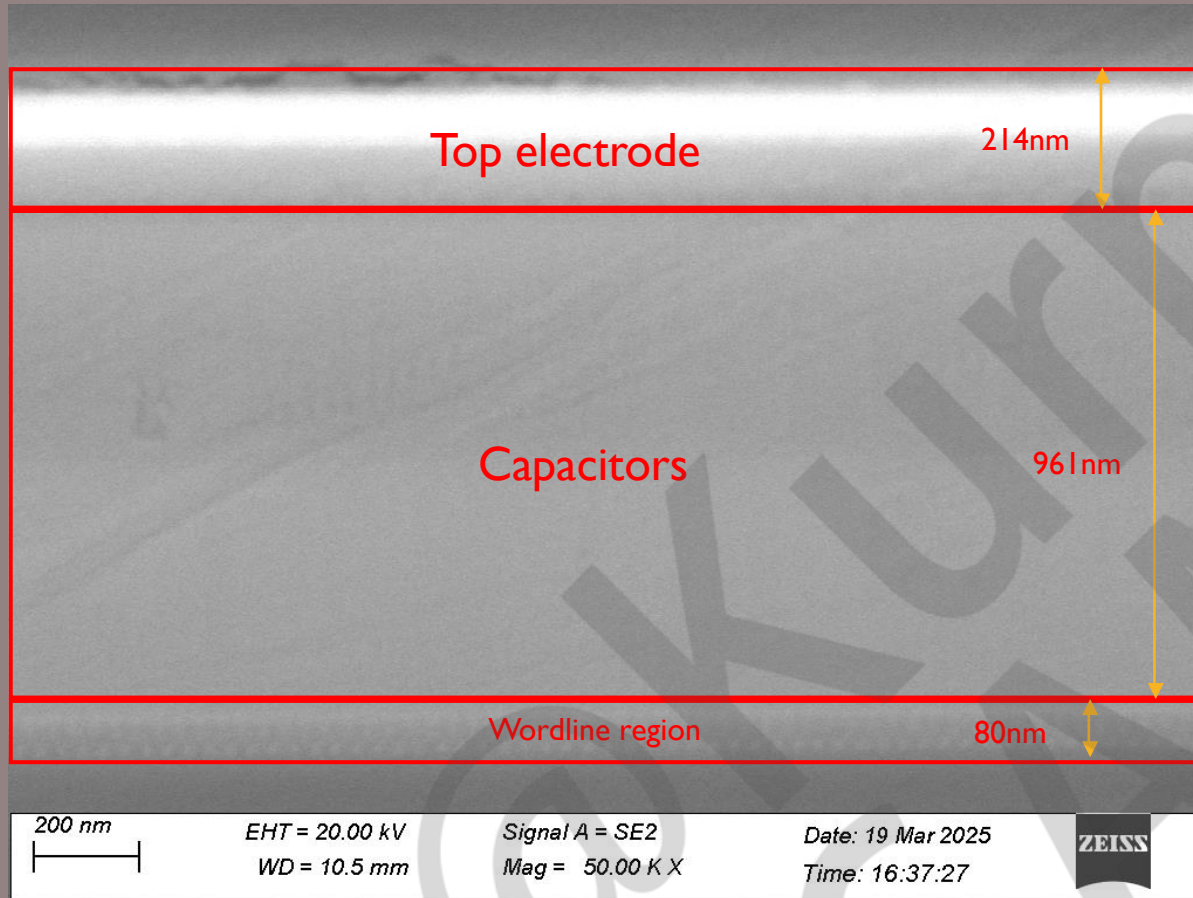 Top electrode
214nm
Capacitors
961nm
Wordline region
80nm
200 nm
EHT = 20.00 kV
WD = 10.5 mm
Signal A = SE2
Mag = 50.00 K X
Date: 19 Mar 2025
Time: 16:37:27
ZEISS
@Kurn